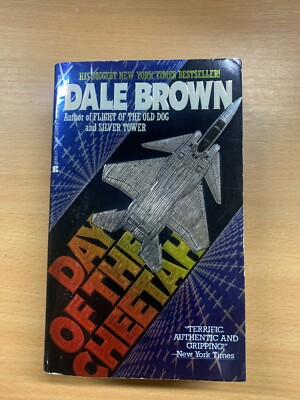 HIS BIGGEST NEW YORK TIMES BESTSELLER!
DALE BROWN
Author of FLIGHT OF THE OLD DOG
and SILVER TOWER
DAY
OF THE
CHEETAH
"TERRIFIC,
AUTHENTIC AND
GRIPPING!"
—New York Times